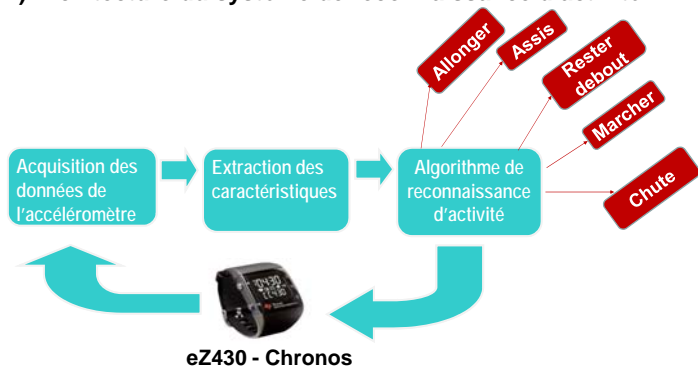 Allonger
Assis
Rester
debout
Marcher
Chute
Acquisition des
données de
l'accéléromètre
Extraction des
caractéristiques
Algorithme de
reconnaissance
d'activité
eZ430 - Chronos